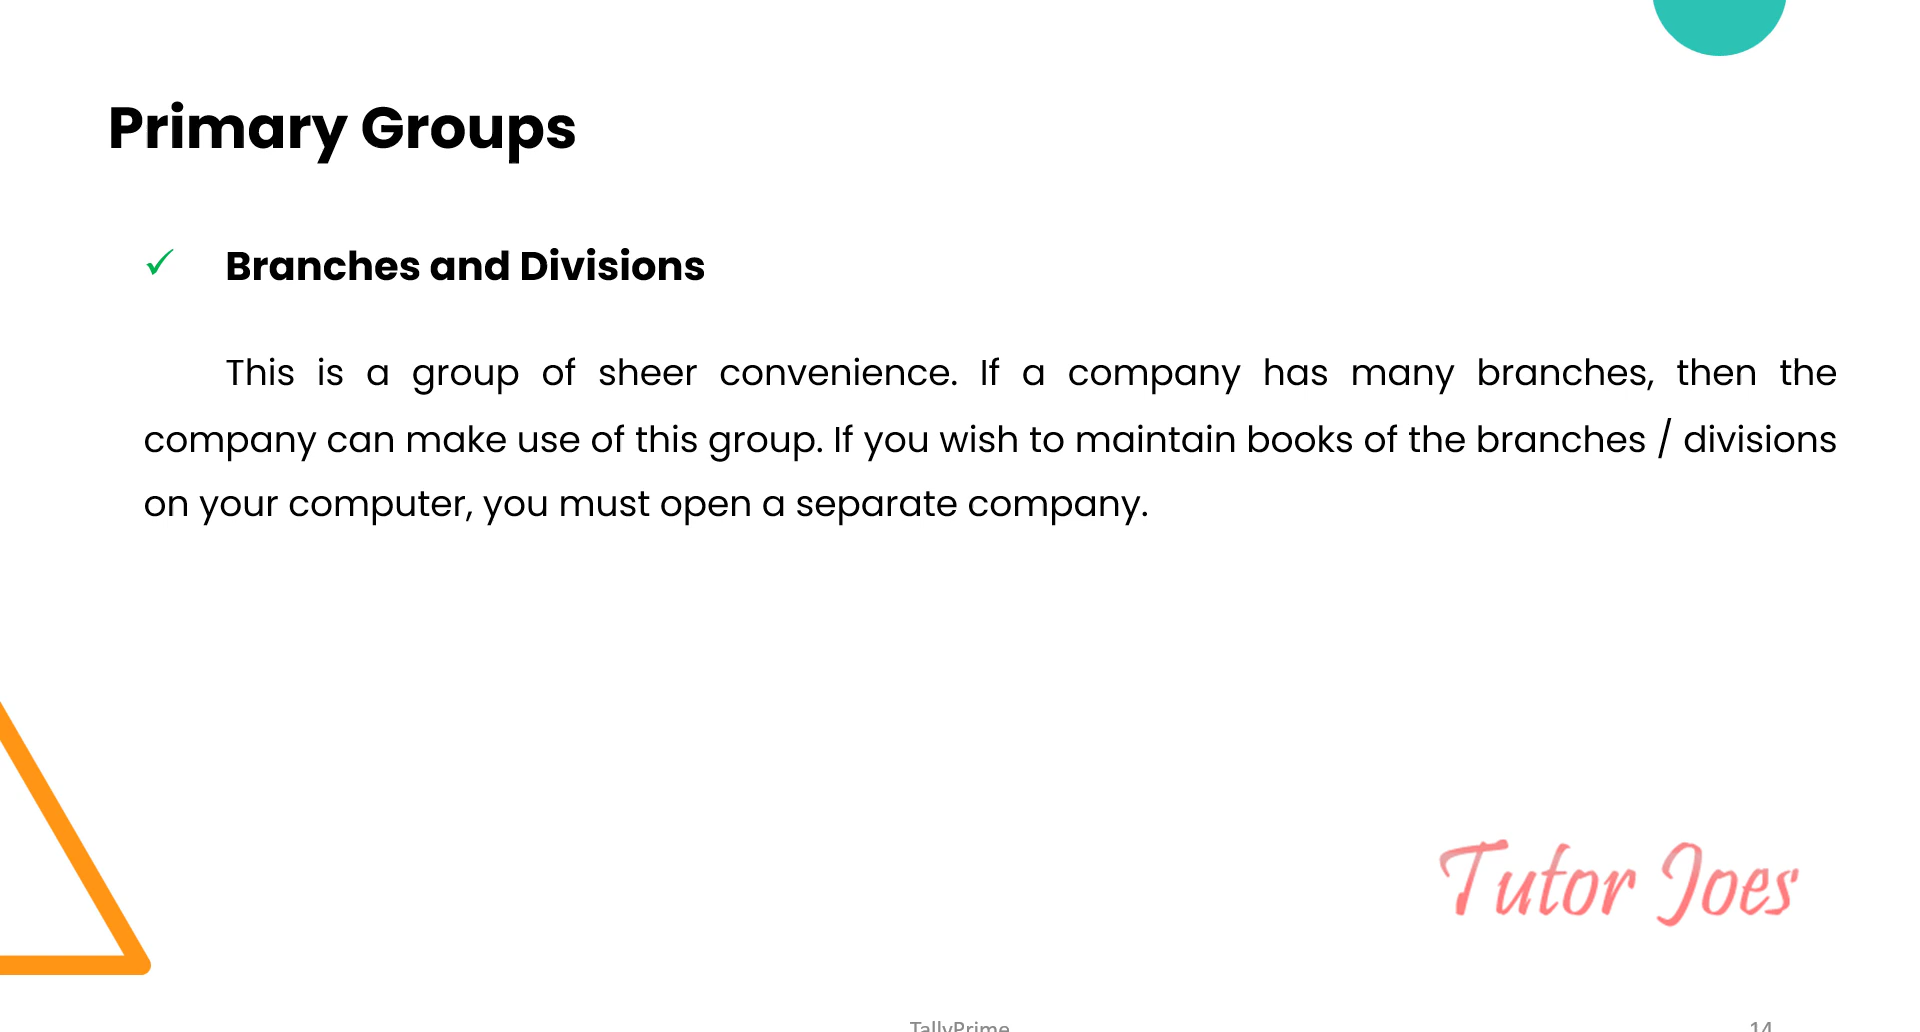 Primary Groups
✓ Branches and Divisions
This is a group of sheer convenience. If a company has many branches, then the
company can make use of this group. If you wish to maintain books of the branches / divisions
on your computer, you must open a separate company.
Tutor Joes
TallyPrime 14